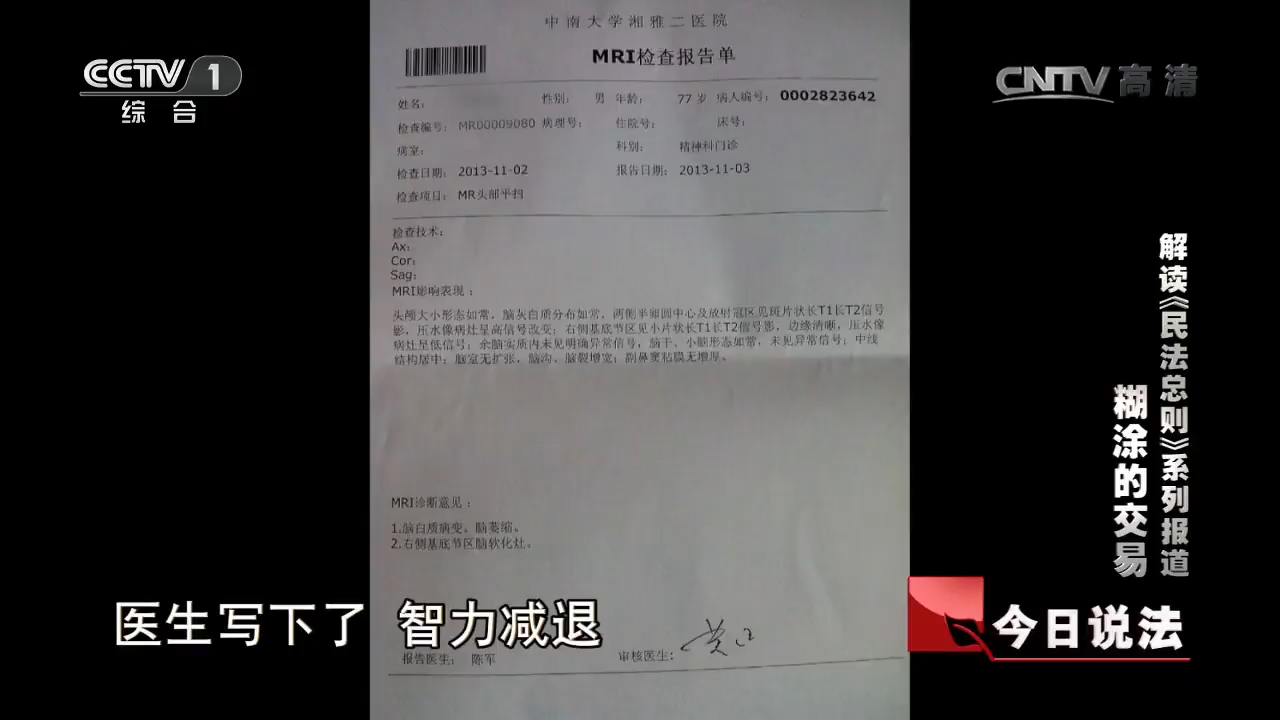 CCTV 1
综合
CNTV 高清
中南大学湘雅二医院
MRI检查报告单
姓名： 性别： 男 年龄： 77 岁 病人编号： 0002823642
检查编号： MR00009080 病理号： 住院号： 床号：
病室： 科别： 精神科门诊
检查日期： 2013-11-02 报告日期： 2013-11-03
检查项目： MR头部平扫
检查技术：
Ax：
Cor：
Sag：
MRI影响表现：
头颅大小形态如常，脑灰白质分布如常，两侧半卵圆中心及放射冠区见斑片状长T1长T2信号
影，压水像病灶呈高信号改变；右侧基底节区见小片状长T1长T2信号影，边缘清晰，压水像
病灶呈低信号；余脑实质内未见明确异常信号，脑干、小脑形态如常，未见异常信号；中线
结构居中；脑室无扩张，脑沟、脑裂增宽；副鼻窦粘膜无增厚。
MRI诊断意见：
1.脑白质病变。脑萎缩。
2.右侧基底节区脑软化灶。
报告医生： 陈军 审核医生：
解读《民法总则》系列报道
糊涂的交易
医生写下了 智力减退
今日说法